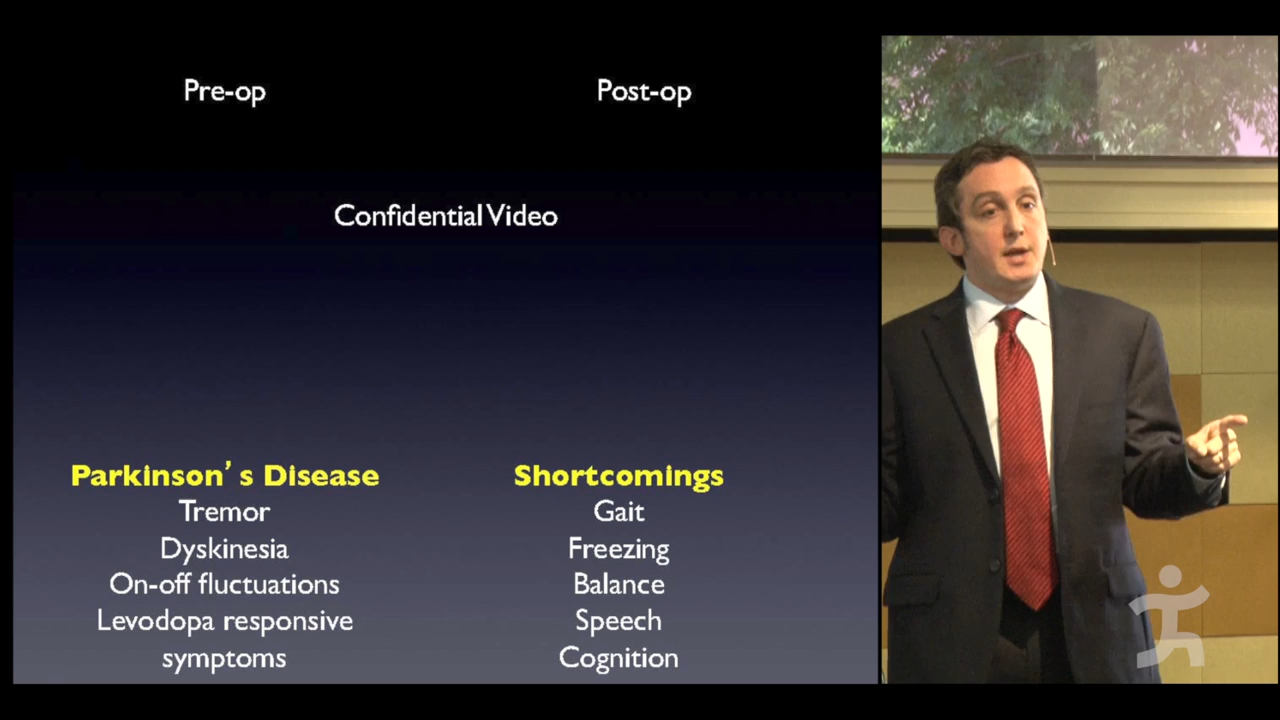 Pre-op
Post-op
Confidential Video
Parkinson's Disease
Tremor
Dyskinesia
On-off fluctuations
Levodopa responsive
symptoms
Shortcomings
Gait
Freezing
Balance
Speech
Cognition